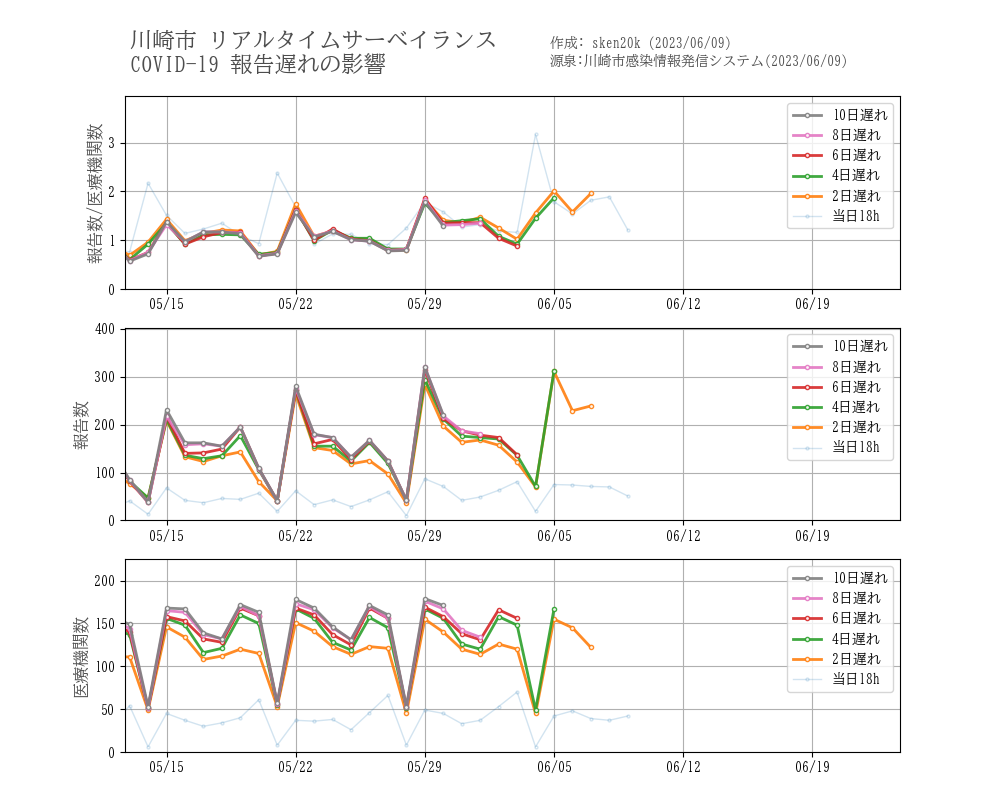 川崎市 リアルタイムサーベイランス
COVID-19 報告遅れの影響
作成: sken20k (2023/06/09)
源泉:川崎市感染情報発信システム(2023/06/09)
報告数/医療機関数
3
2
1
0
10日遅れ
8日遅れ
6日遅れ
4日遅れ
2日遅れ
当日18h
05/15 05/22 05/29 06/05 06/12 06/19
報告数
400
300
200
100
0
10日遅れ
8日遅れ
6日遅れ
4日遅れ
2日遅れ
当日18h
05/15 05/22 05/29 06/05 06/12 06/19
医療機関数
200
150
100
50
0
10日遅れ
8日遅れ
6日遅れ
4日遅れ
2日遅れ
当日18h
05/15 05/22 05/29 06/05 06/12 06/19